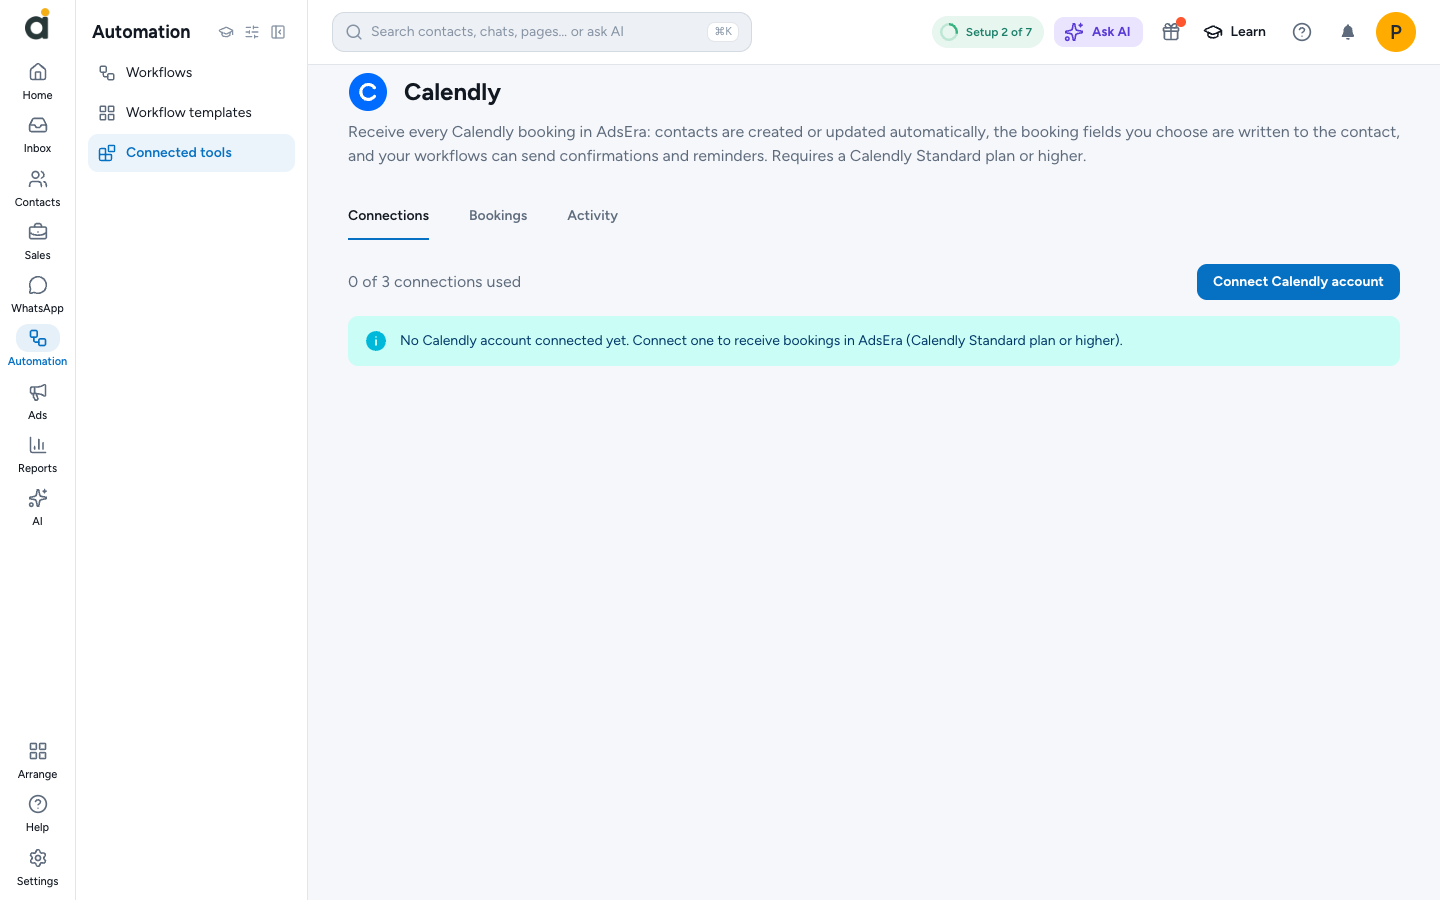 Automation
Search contacts, chats, pages... or ask AI
⌘K
Setup 2 of 7
Ask AI
Learn
P
Home
Inbox
Contacts
Sales
WhatsApp
Automation
Ads
Reports
AI
Arrange
Help
Settings
Workflows
Workflow templates
Connected tools
C
Calendly
Receive every Calendly booking in AdsEra: contacts are created or updated automatically, the booking fields you choose are written to the contact,
and your workflows can send confirmations and reminders. Requires a Calendly Standard plan or higher.
Connections
Bookings
Activity
0 of 3 connections used
Connect Calendly account
No Calendly account connected yet. Connect one to receive bookings in AdsEra (Calendly Standard plan or higher).